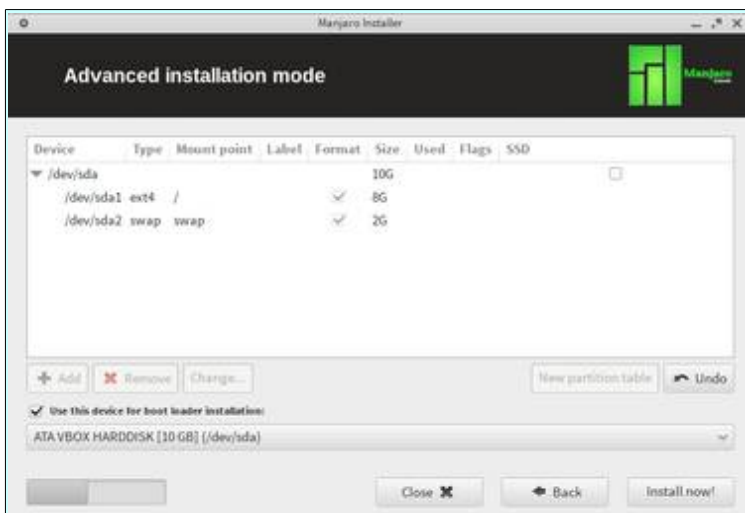 Manjaro Installer
Advanced installation mode
Manjaro
Device Type Mount point Label Format Size Used Flags SSD
/dev/sda 10G
/dev/sda1 ext4 / 8G
/dev/sda2 swap swap 2G
Add Remove Change... New partition table Undo
Use this device for boot loader installation:
ATA VBOX HARDDISK [10 GB] (/dev/sda)
Close Back Install now!